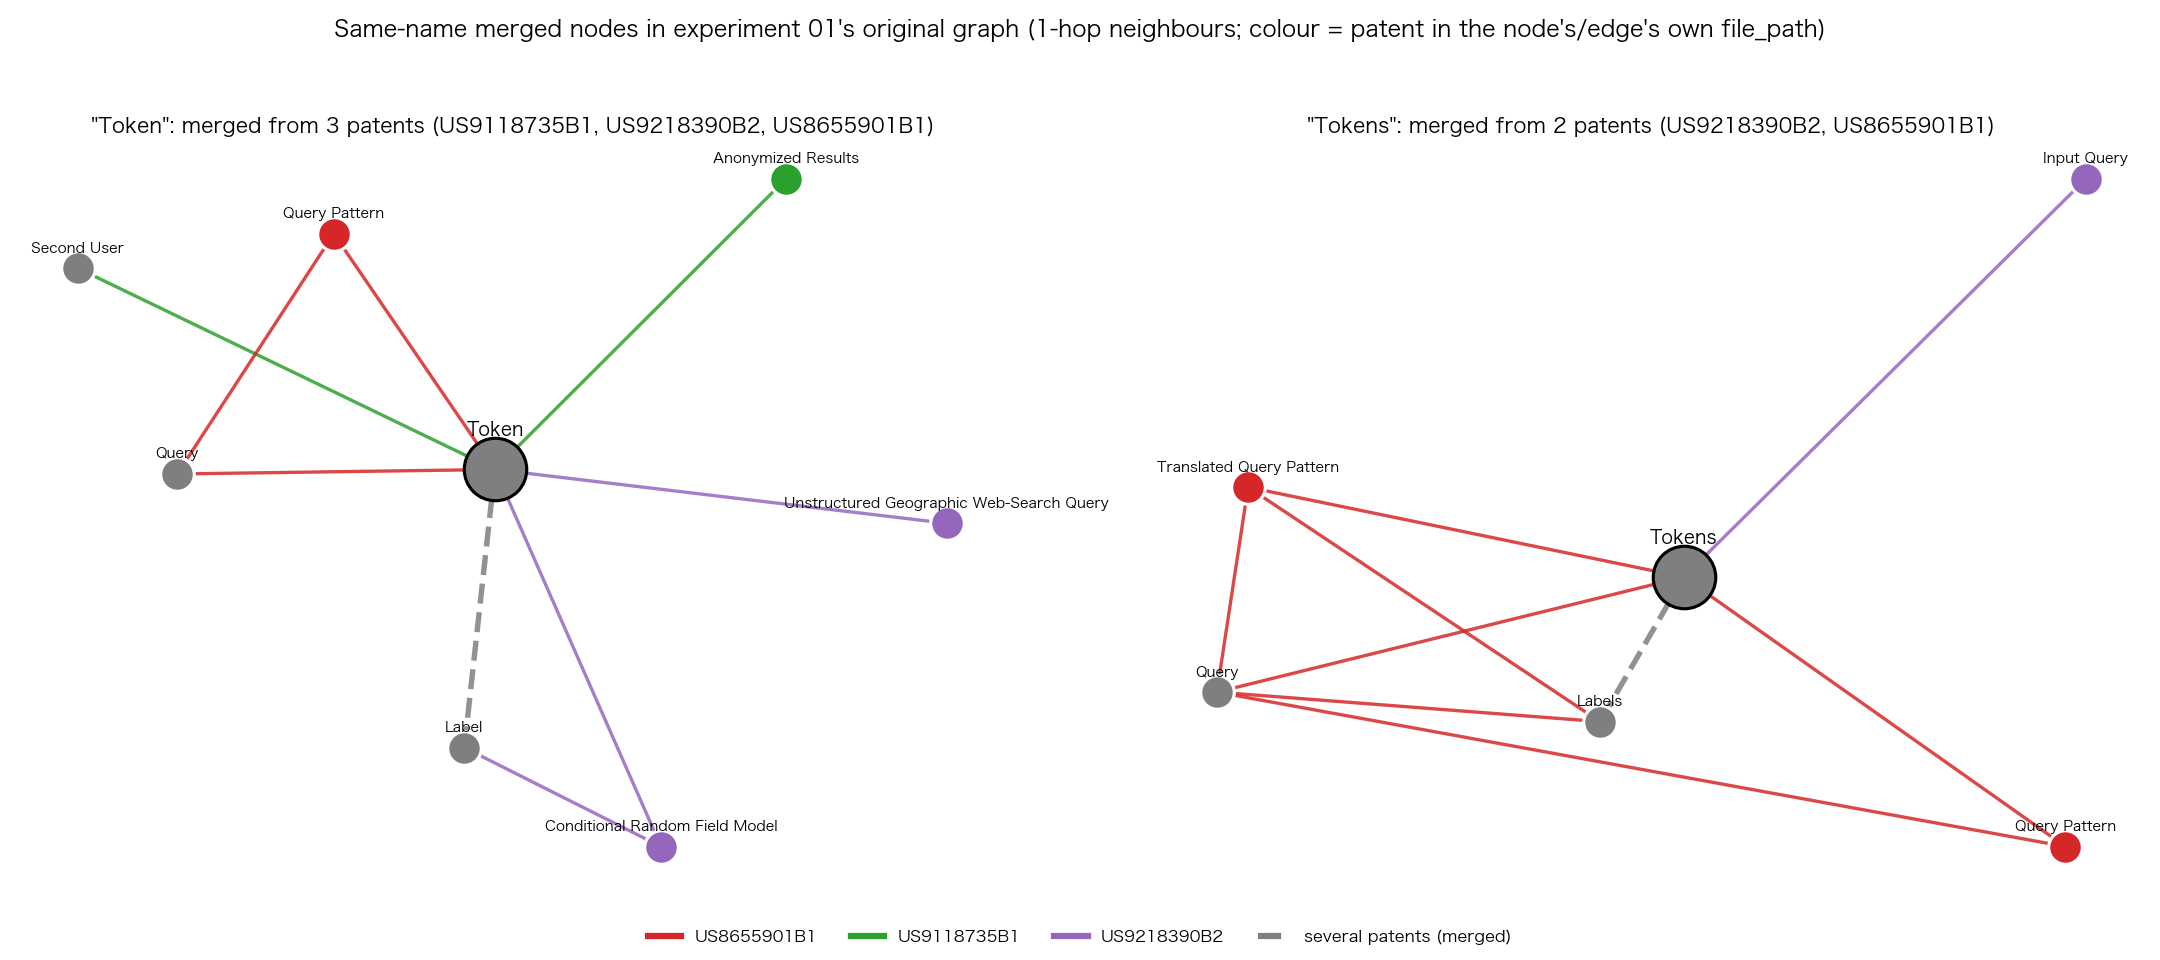 Same-name merged nodes in experiment 01's original graph (1-hop neighbours; colour = patent in the node's/edge's own file_path)
"Token": merged from 3 patents (US9118735B1, US9218390B2, US8655901B1)
Anonymized Results
Query Pattern
Second User
Token
Query
Unstructured Geographic Web-Search Query
Label
Conditional Random Field Model
"Tokens": merged from 2 patents (US9218390B2, US8655901B1)
Input Query
Translated Query Pattern
Tokens
Query
Labels
Query Pattern
US8655901B1
US9118735B1
US9218390B2
several patents (merged)